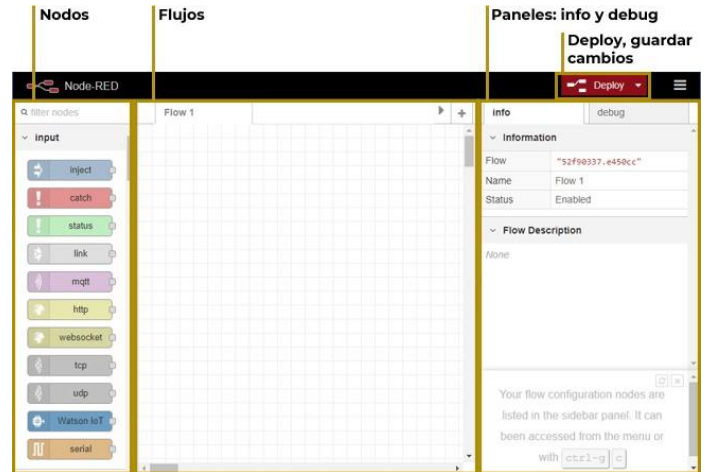 Nodos
Flujos
Paneles: info y debug
Deploy, guardar
cambios
Node-RED
Deploy
filter nodes
Flow 1
info
debug
input
inject
catch
status
link
mqtt
http
websocket
tcp
udp
Watson IoT
serial
Information
Flow "52f90337.e450cc"
Name Flow 1
Status Enabled
Flow Description
None
Your flow configuration nodes are
listed in the sidebar panel. It can
been accessed from the menu or
with ctrl-g c